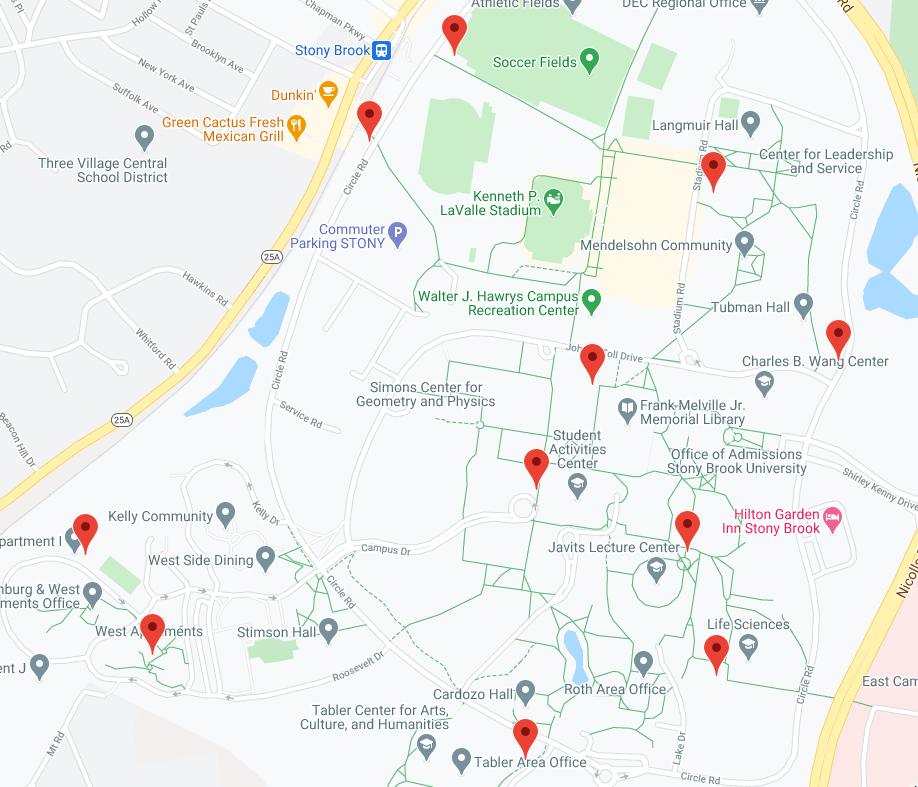 Athletic Fields
DEC Regional Office
Hollow
St Pauls
Chapman Pkwy
Rd
Stony Brook
Brooklyn Ave
New York Ave
Suffolk Ave
Soccer Fields
Dunkin'
Green Cactus Fresh
Mexican Grill
Langmuir Hall
Rd
Three Village Central
School District
Circle Rd
Stadium Rd
Center for Leadership
and Service
Circle Rd
Kenneth P.
LaValle Stadium
Commuter
Parking STONY
P
Mendelsohn Community
25A
Hawkins Rd
Walter J. Hawrys Campus
Recreation Center
Stadium Rd
Tubman Hall
Whitford Rd
Circle Rd
Toll Drive
Charles B. Wang Center
Simons Center for
Geometry and Physics
Frank Melville Jr.
Memorial Library
25A
Service Rd
Beacon Hill Dr
Student
Activities
Center
Office of Admissions
Stony Brook University
Shirley Kenny Drive
Kelly Dr
Kelly Community
Hilton Garden
Inn Stony Brook
partment I
Campus Dr
Javits Lecture Center
West Side Dining
Nicolls
Circle Rd
nburg & West
ments Office
West Apartments
Stimson Hall
Life Sciences
ent J
Roosevelt Dr
Circle Rd
East Cam
Cardozo Hall
Roth Area Office
Tabler Center for Arts,
Culture, and Humanities
Mt Rd
Lake Dr
Tabler Area Office
Circle Rd